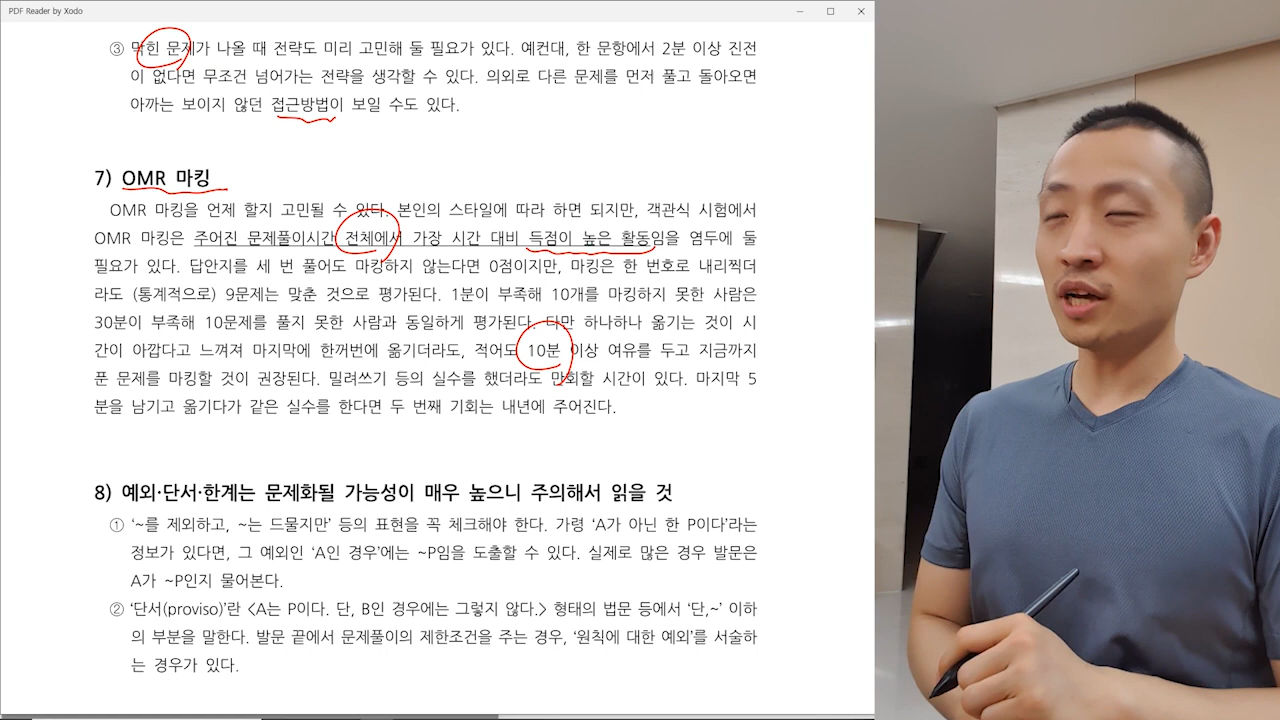 PDF Reader by Xodo
③ 막힌 문제가 나올 때 전략도 미리 고민해 둘 필요가 있다. 예컨대, 한 문항에서 2분 이상 진전
이 없다면 무조건 넘어가는 전략을 생각할 수 있다. 의외로 다른 문제를 먼저 풀고 돌아오면
아까는 보이지 않던 접근방법이 보일 수도 있다.
7) OMR 마킹
OMR 마킹을 언제 할지 고민될 수 있다. 본인의 스타일에 따라 하면 되지만, 객관식 시험에서
OMR 마킹은 주어진 문제풀이시간 전체에서 가장 시간 대비 득점이 높은 활동임을 염두에 둘
필요가 있다. 답안지를 세 번 풀어도 마킹하지 않는다면 0점이지만, 마킹은 한 번호로 내리찍더
라도 (통계적으로) 9문제는 맞춘 것으로 평가된다. 1분이 부족해 10개를 마킹하지 못한 사람은
30분이 부족해 10문제를 풀지 못한 사람과 동일하게 평가된다. 다만 하나하나 옮기는 것이 시
간이 아깝다고 느껴져 마지막에 한꺼번에 옮기더라도, 적어도 10분 이상 여유를 두고 지금까지
푼 문제를 마킹할 것이 권장된다. 밀려쓰기 등의 실수를 했더라도 만회할 시간이 있다. 마지막 5
분을 남기고 옮기다가 같은 실수를 한다면 두 번째 기회는 내년에 주어진다.
8) 예외·단서·한계는 문제화될 가능성이 매우 높으니 주의해서 읽을 것
① ‘~를 제외하고, ~는 드물지만’ 등의 표현을 꼭 체크해야 한다. 가령 ‘A가 아닌 한 P이다’라는
정보가 있다면, 그 예외인 ‘A인 경우’에는 ~P임을 도출할 수 있다. 실제로 많은 경우 발문은
A가 ~P인지 물어본다.
② ‘단서(proviso)’란 <A는 P이다. 단, B인 경우에는 그렇지 않다.> 형태의 법문 등에서 ‘단,~’ 이하
의 부분을 말한다. 발문 끝에서 문제풀이의 제한조건을 주는 경우, ‘원칙에 대한 예외’를 서술하
는 경우가 있다.